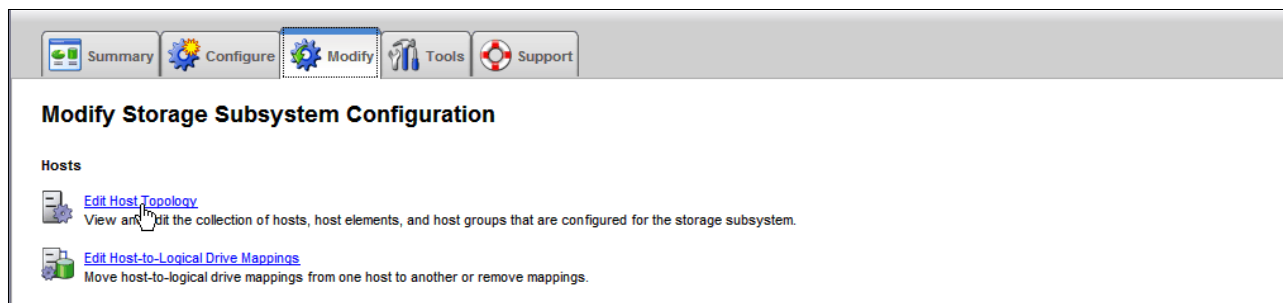 Summary Configure Modify Tools Support
Modify Storage Subsystem Configuration
Hosts
Edit Host Topology
View and edit the collection of hosts, host elements, and host groups that are configured for the storage subsystem.
Edit Host-to-Logical Drive Mappings
Move host-to-logical drive mappings from one host to another or remove mappings.